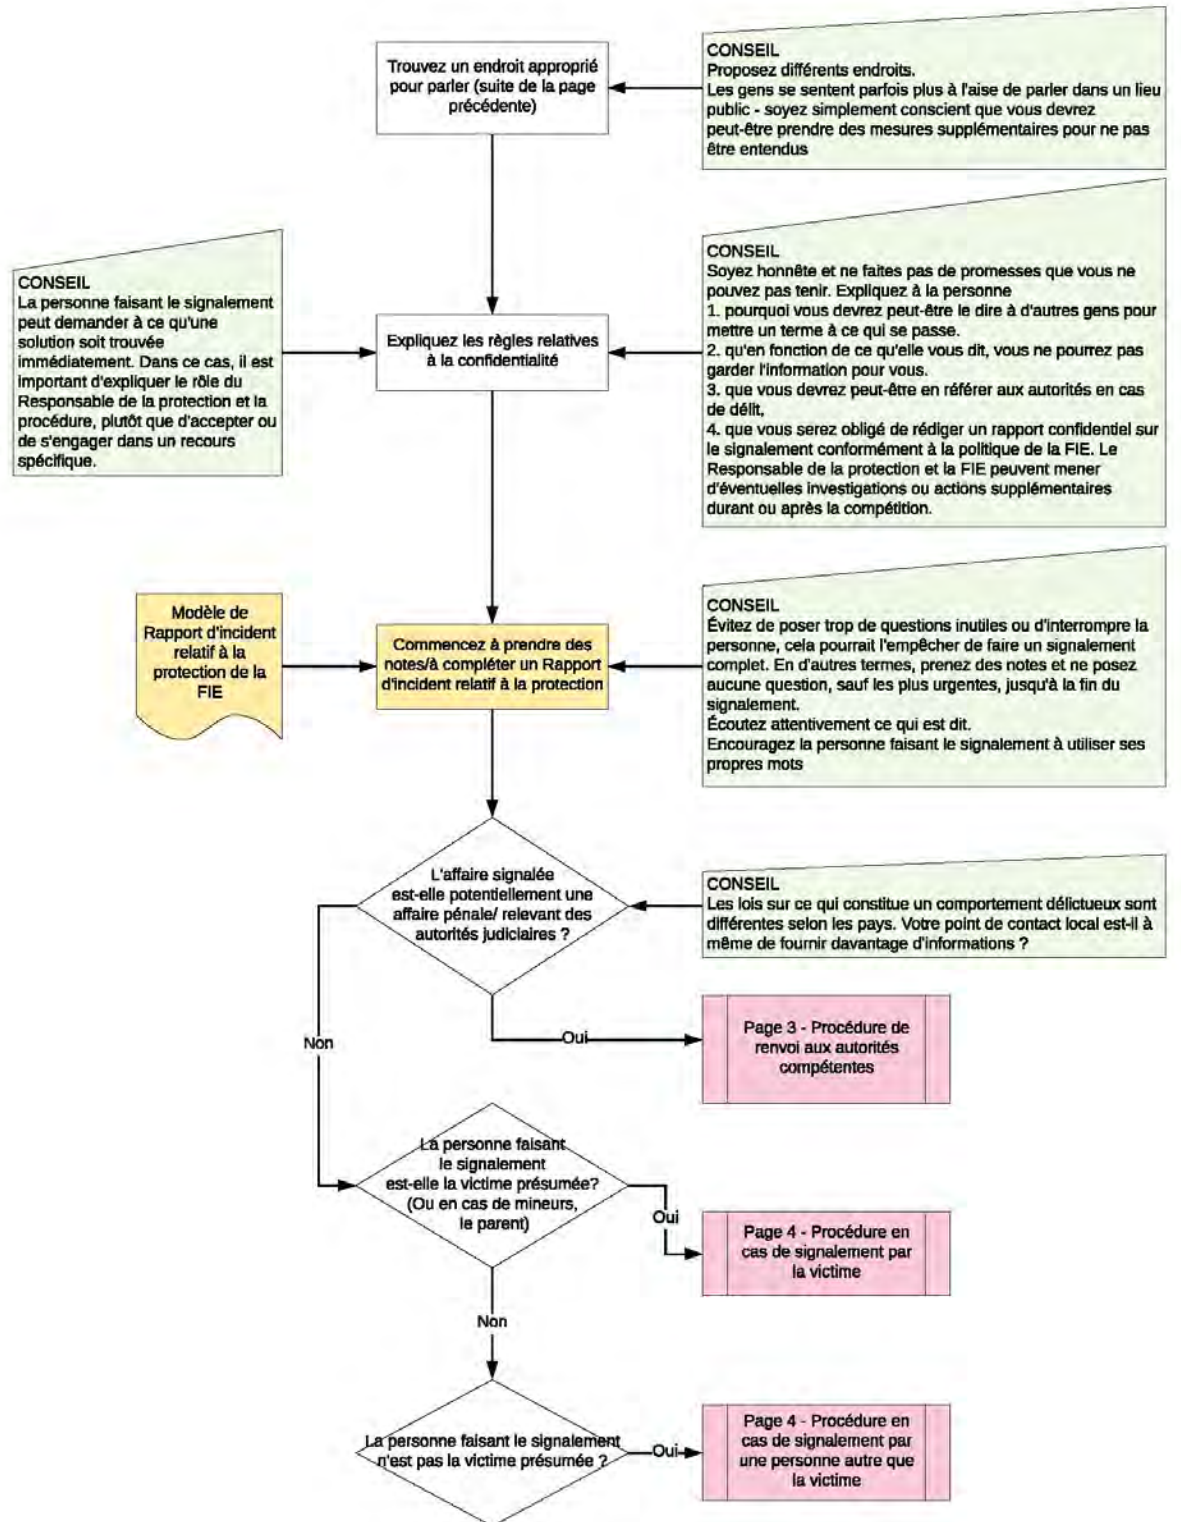 Trouvez un endroit approprié
pour parler (suite de la page
précédente)
CONSEIL
Proposez différents endroits.
Les gens se sentent parfois plus à l'aise de parler dans un lieu
public - soyez simplement conscient que vous devrez
peut-être prendre des mesures supplémentaires pour ne pas
être entendus
CONSEIL
La personne faisant le signalement
peut demander à ce qu'une
solution soit trouvée
immédiatement. Dans ce cas, il est
important d'expliquer le rôle du
Responsable de la protection et la
procédure, plutôt que d'accepter ou
de s'engager dans un recours
spécifique.
Expliquez les règles relatives
à la confidentialité
CONSEIL
Soyez honnête et ne faites pas de promesses que vous ne
pouvez pas tenir. Expliquez à la personne
1. pourquoi vous devrez peut-être le dire à d'autres gens pour
mettre un terme à ce qui se passe.
2. qu'en fonction de ce qu'elle vous dit, vous ne pourrez pas
garder l'information pour vous.
3. que vous devrez peut-être en référer aux autorités en cas
de délit,
4. que vous serez obligé de rédiger un rapport confidentiel sur
le signalement conformément à la politique de la FIE. Le
Responsable de la protection et la FIE peuvent mener
d'éventuelles investigations ou actions supplémentaires
durant ou après la compétition.
Modèle de
Rapport d'incident
relatif à la
protection de la
FIE
Commencez à prendre des
notes/à compléter un Rapport
d'incident relatif à la protection
CONSEIL
Évitez de poser trop de questions inutiles ou d'interrompre la
personne, cela pourrait l'empêcher de faire un signalement
complet. En d'autres termes, prenez des notes et ne posez
aucune question, sauf les plus urgentes, jusqu'à la fin du
signalement.
Écoutez attentivement ce qui est dit.
Encouragez la personne faisant le signalement à utiliser ses
propres mots
L'affaire signalée
est-elle potentiellement une
affaire pénale/ relevant des
autorités judiciaires ?
CONSEIL
Les lois sur ce qui constitue un comportement délictueux sont
différentes selon les pays. Votre point de contact local est-il à
même de fournir davantage d'informations ?
Non
Oui
Page 3 - Procédure de
renvoi aux autorités
compétentes
La personne faisant
le signalement
est-elle la victime présumée?
(Ou en cas de mineurs,
le parent)
Oui
Page 4 - Procédure en
cas de signalement par
la victime
Non
La personne faisant le signalement
n'est pas la victime présumée ?
Oui
Page 4 - Procédure en
cas de signalement par
une personne autre que
la victime